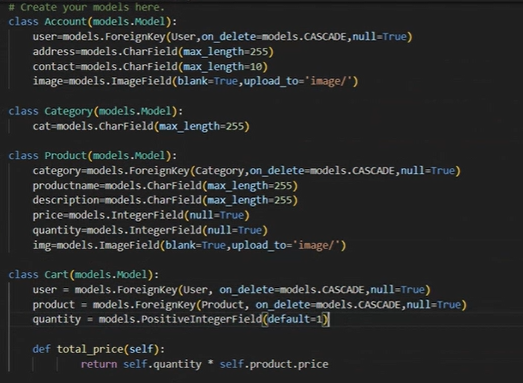 # Create your models here.
class Account(models.Model):
    user=models.ForeignKey(User,on_delete=models.CASCADE,null=True)
    address=models.CharField(max_length=255)
    contact=models.CharField(max_length=10)
    image=models.ImageField(blank=True,upload_to='image/')
class Category(models.Model):
    cat=models.CharField(max_length=255)
class Product(models.Model):
    category=models.ForeignKey(Category,on_delete=models.CASCADE,null=True)
    productname=models.CharField(max_length=255)
    description=models.CharField(max_length=255)
    price=models.IntegerField(null=True)
    quantity=models.IntegerField(null=True)
    img=models.ImageField(blank=True,upload_to='image/')
class Cart(models.Model):
    user = models.ForeignKey(User, on_delete=models.CASCADE,null=True)
    product = models.ForeignKey(Product, on_delete=models.CASCADE,null=True)
    quantity = models.PositiveIntegerField(default=1)
    def total_price(self):
            return self.quantity * self.product.price